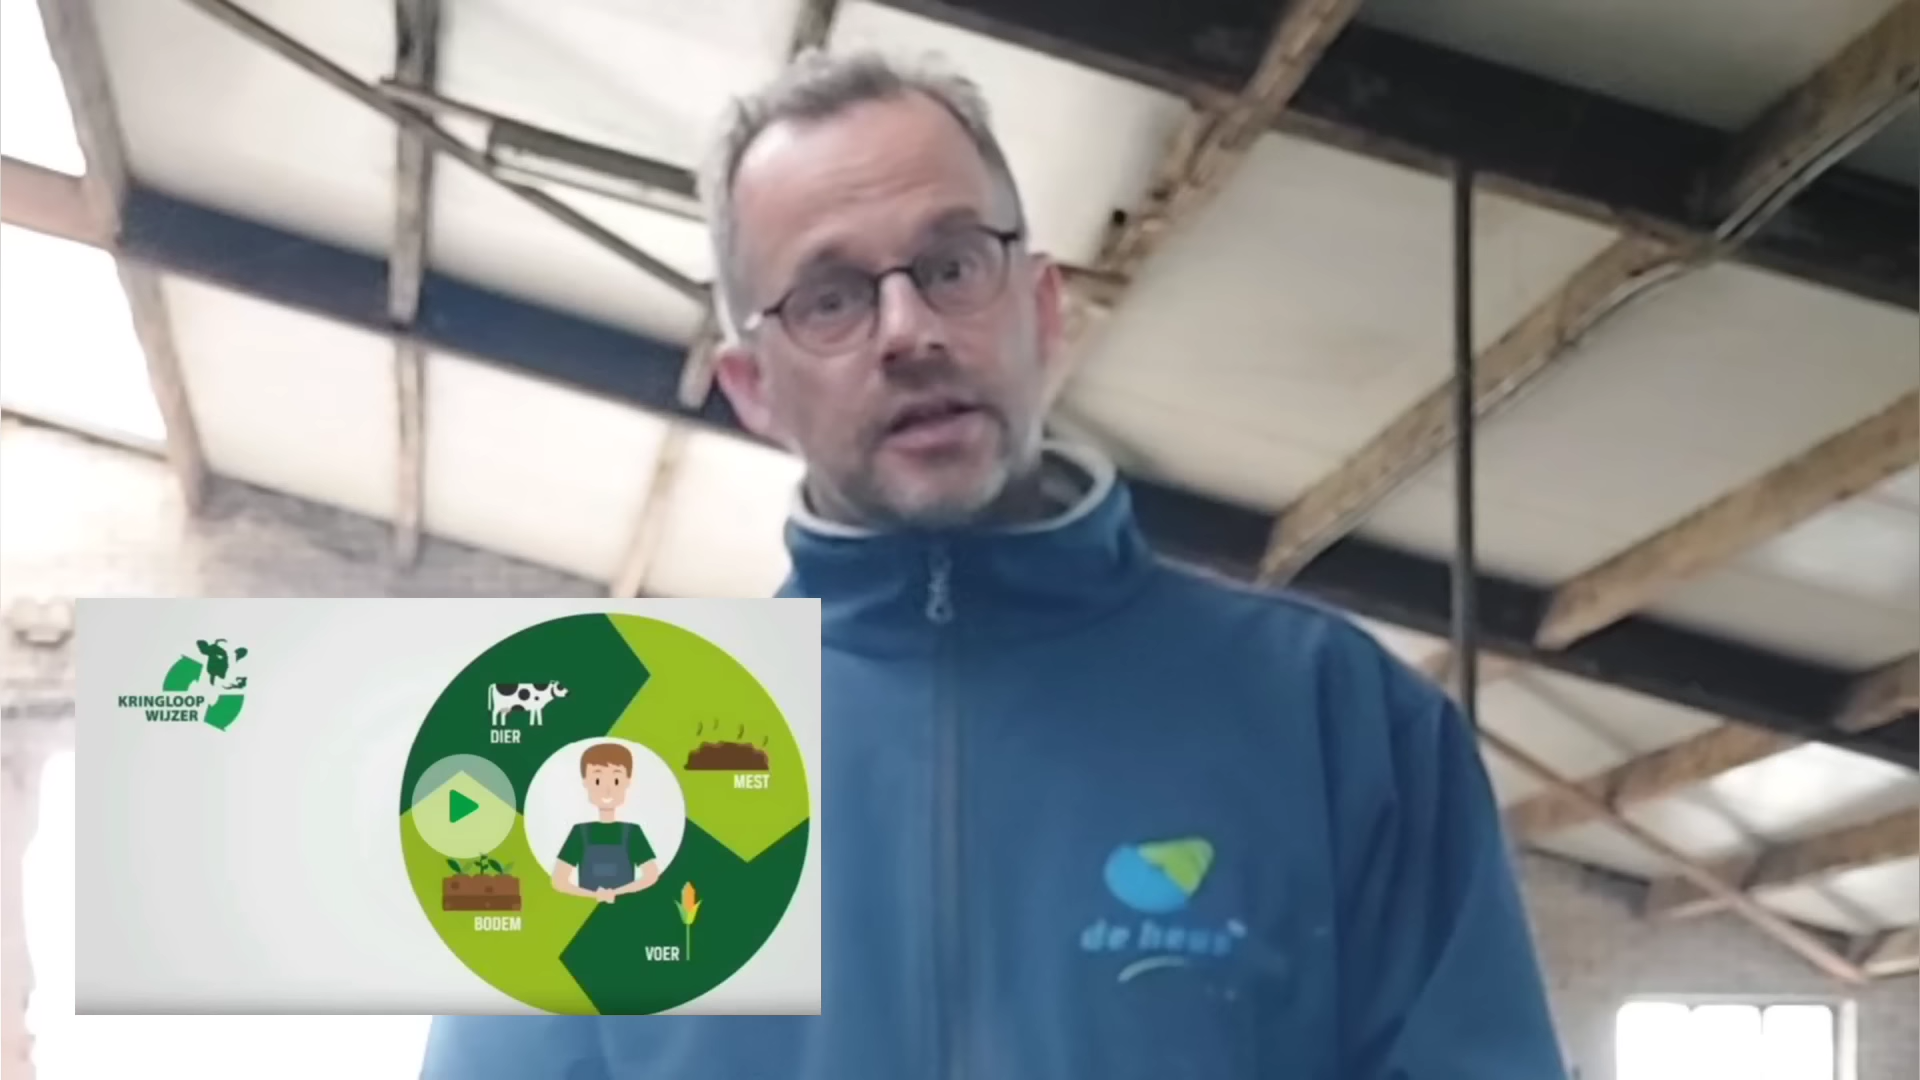 KRINGLOOP
WIJZER
DIER
MEST
BODEM
VOER
de heus